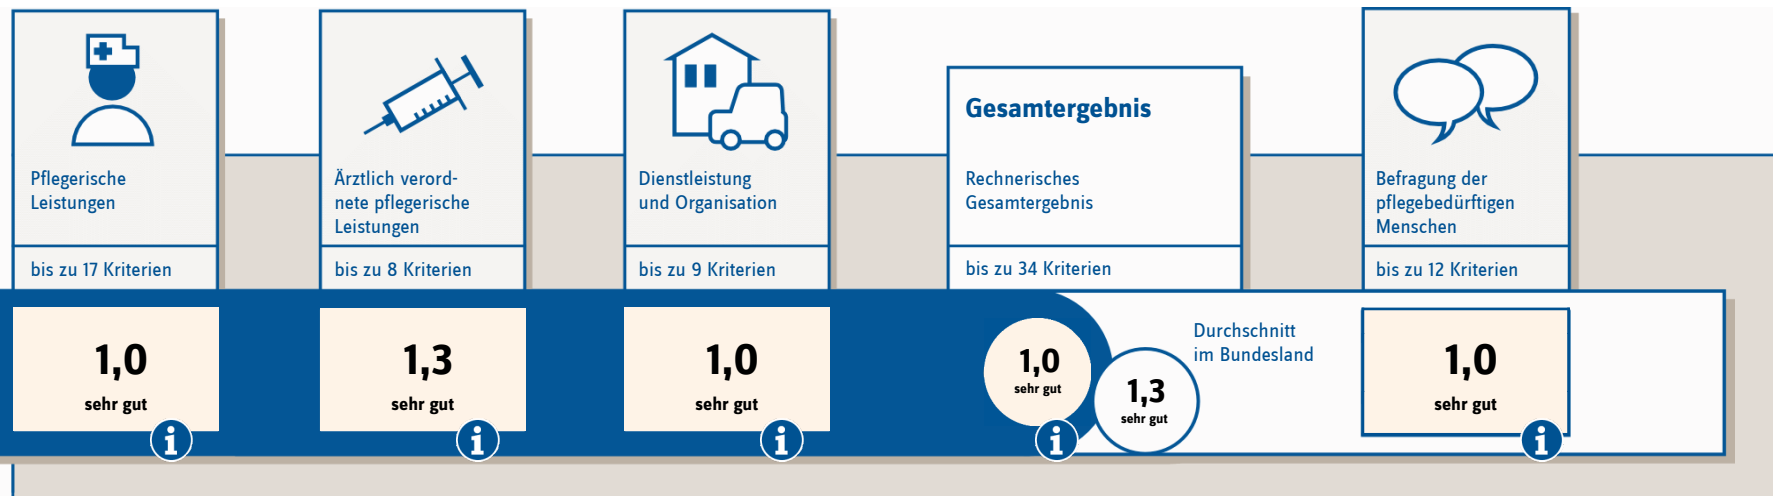 Pflegerische
Leistungen
bis zu 17 Kriterien
1,0
sehr gut
i
Ärztlich verord-
nete pflegerische
Leistungen
bis zu 8 Kriterien
1,3
sehr gut
i
Dienstleistung
und Organisation
bis zu 9 Kriterien
1,0
sehr gut
i
Gesamtergebnis
Rechnerisches
Gesamtergebnis
bis zu 34 Kriterien
1,0
sehr gut
i
Durchschnitt
im Bundesland
1,3
sehr gut
Befragung der
pflegebedürftigen
Menschen
bis zu 12 Kriterien
1,0
sehr gut
i